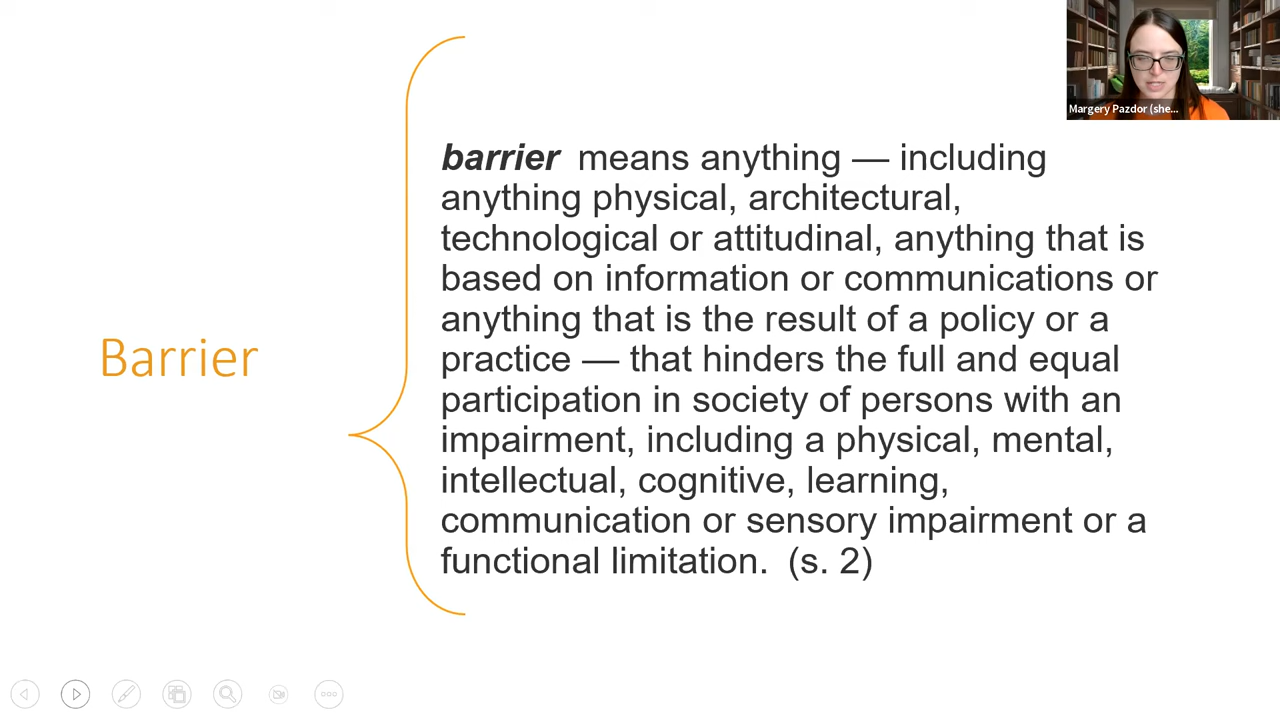 Margery Pazdor (she...
barrier means anything — including
anything physical, architectural,
technological or attitudinal, anything that is
based on information or communications or
anything that is the result of a policy or a
practice — that hinders the full and equal
participation in society of persons with an
impairment, including a physical, mental,
intellectual, cognitive, learning,
communication or sensory impairment or a
functional limitation. (s. 2)
Barrier